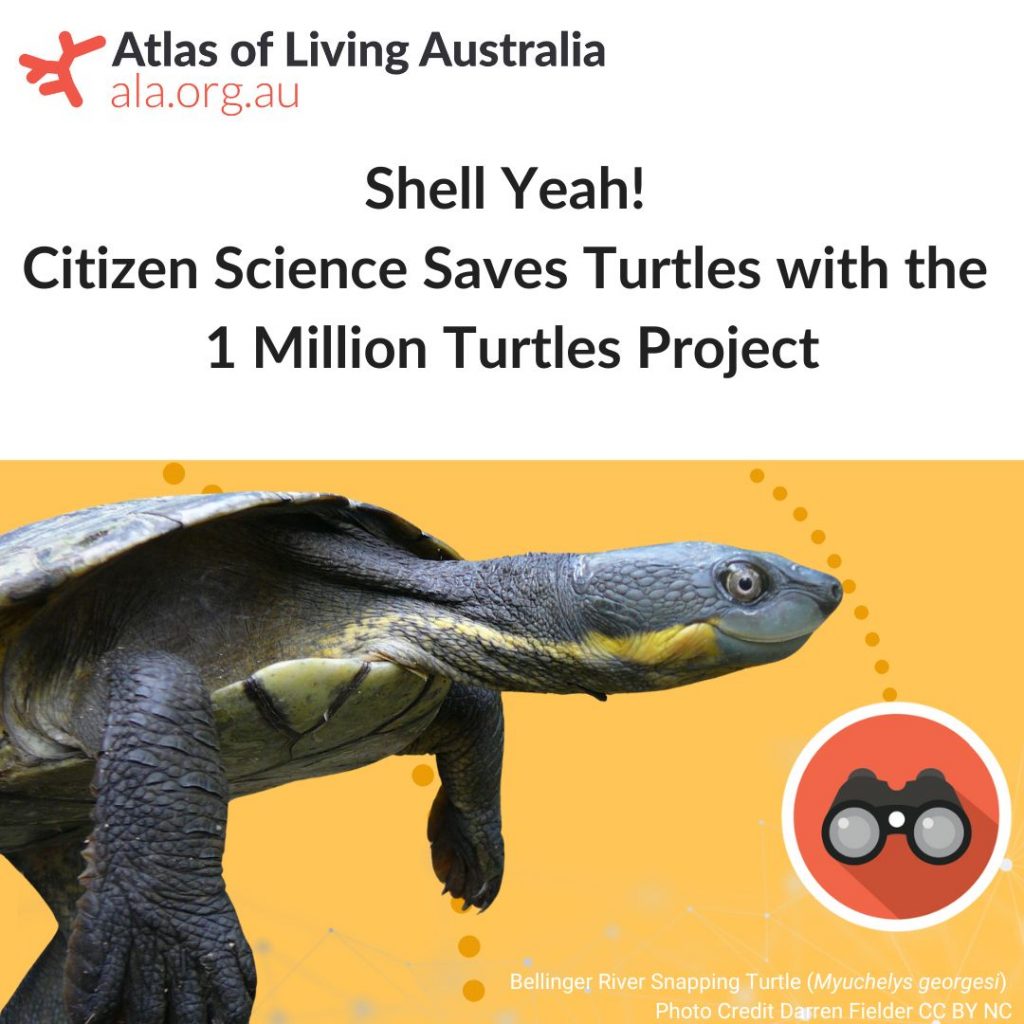 Atlas of Living Australia
ala.org.au
Shell Yeah!
Citizen Science Saves Turtles with the
1 Million Turtles Project
Bellinger River Snapping Turtle (Myuchelys georgesi)
Photo Credit Darren Fielder CC BY NC